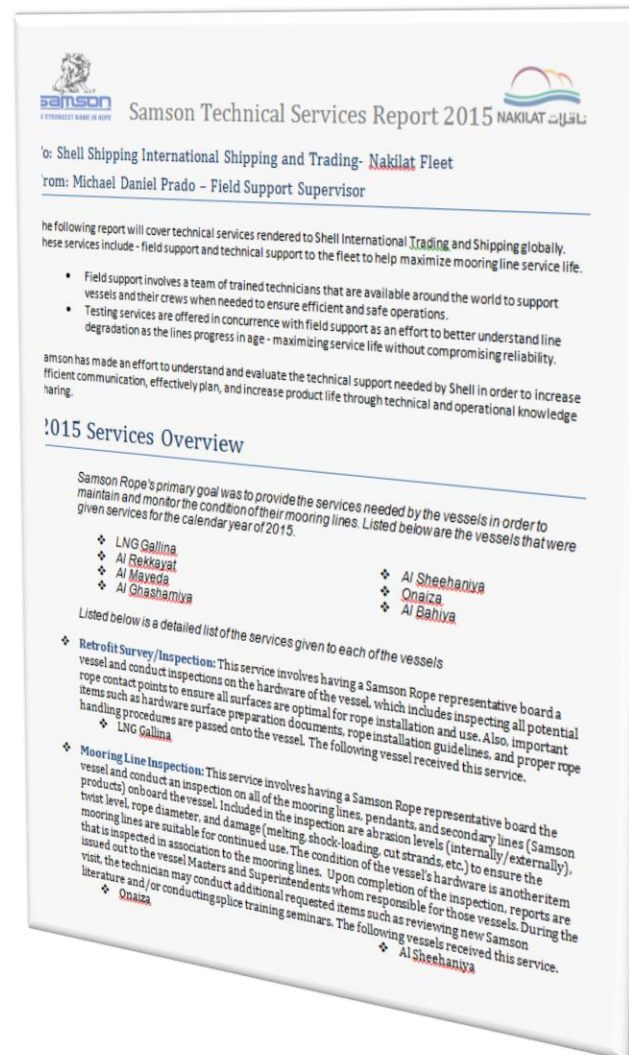 samson
E STRONGEST NAME IN ROPE
Samson Technical Services Report 2015
NAKILAT ناقلات
o: Shell Shipping International Shipping and Trading- Nakilat Fleet
rom: Michael Daniel Prado – Field Support Supervisor
he following report will cover technical services rendered to Shell International Trading and Shipping globally.
hese services include - field support and technical support to the fleet to help maximize mooring line service life.
• Field support involves a team of trained technicians that are available around the world to support
vessels and their crews when needed to ensure efficient and safe operations.
• Testing services are offered in concurrence with field support as an effort to better understand line
degradation as the lines progress in age - maximizing service life without compromising reliability.
amson has made an effort to understand and evaluate the technical support needed by Shell in order to increase
fficient communication, effectively plan, and increase product life through technical and operational knowledge
haring.
2015 Services Overview
Samson Rope's primary goal was to provide the services needed by the vessels in order to
maintain and monitor the condition of their mooring lines. Listed below are the vessels that were
given services for the calendar year of 2015.
❖ LNG Gallina
❖ Al Rekkayat
❖ Al Mayeda
❖ Al Ghashamiya
❖ Al Sheehaniya
❖ Onaiza
❖ Al Bahiya
Listed below is a detailed list of the services given to each of the vessels
❖ Retrofit Survey/Inspection: This service involves having a Samson Rope representative board a
vessel and conduct inspections on the hardware of the vessel, which includes inspecting all potential
rope contact points to ensure all surfaces are optimal for rope installation and use. Also, important
items such as hardware surface preparation documents, rope installation guidelines, and proper rope
handling procedures are passed onto the vessel. The following vessel received this service.
❖ LNG Gallina
❖ Mooring Line Inspection: This service involves having a Samson Rope representative board the
vessel and conduct an inspection on all of the mooring lines, pendants, and secondary lines (Samson
products) onboard the vessel. Included in the inspection are abrasion levels (internally/externally),
twist level, rope diameter, and damage (melting, shock-loading, cut strands, etc.) to ensure the
mooring lines are suitable for continued use. The condition of the vessel's hardware is another item
that is inspected in association to the mooring lines. Upon completion of the inspection, reports are
issued out to the vessel Masters and Superintendents whom responsible for those vessels. During the
visit, the technician may conduct additional requested items such as reviewing new Samson
literature and/or conducting splice training seminars. The following vessels received this service.
❖ Onaiza
❖ Al Sheehaniya